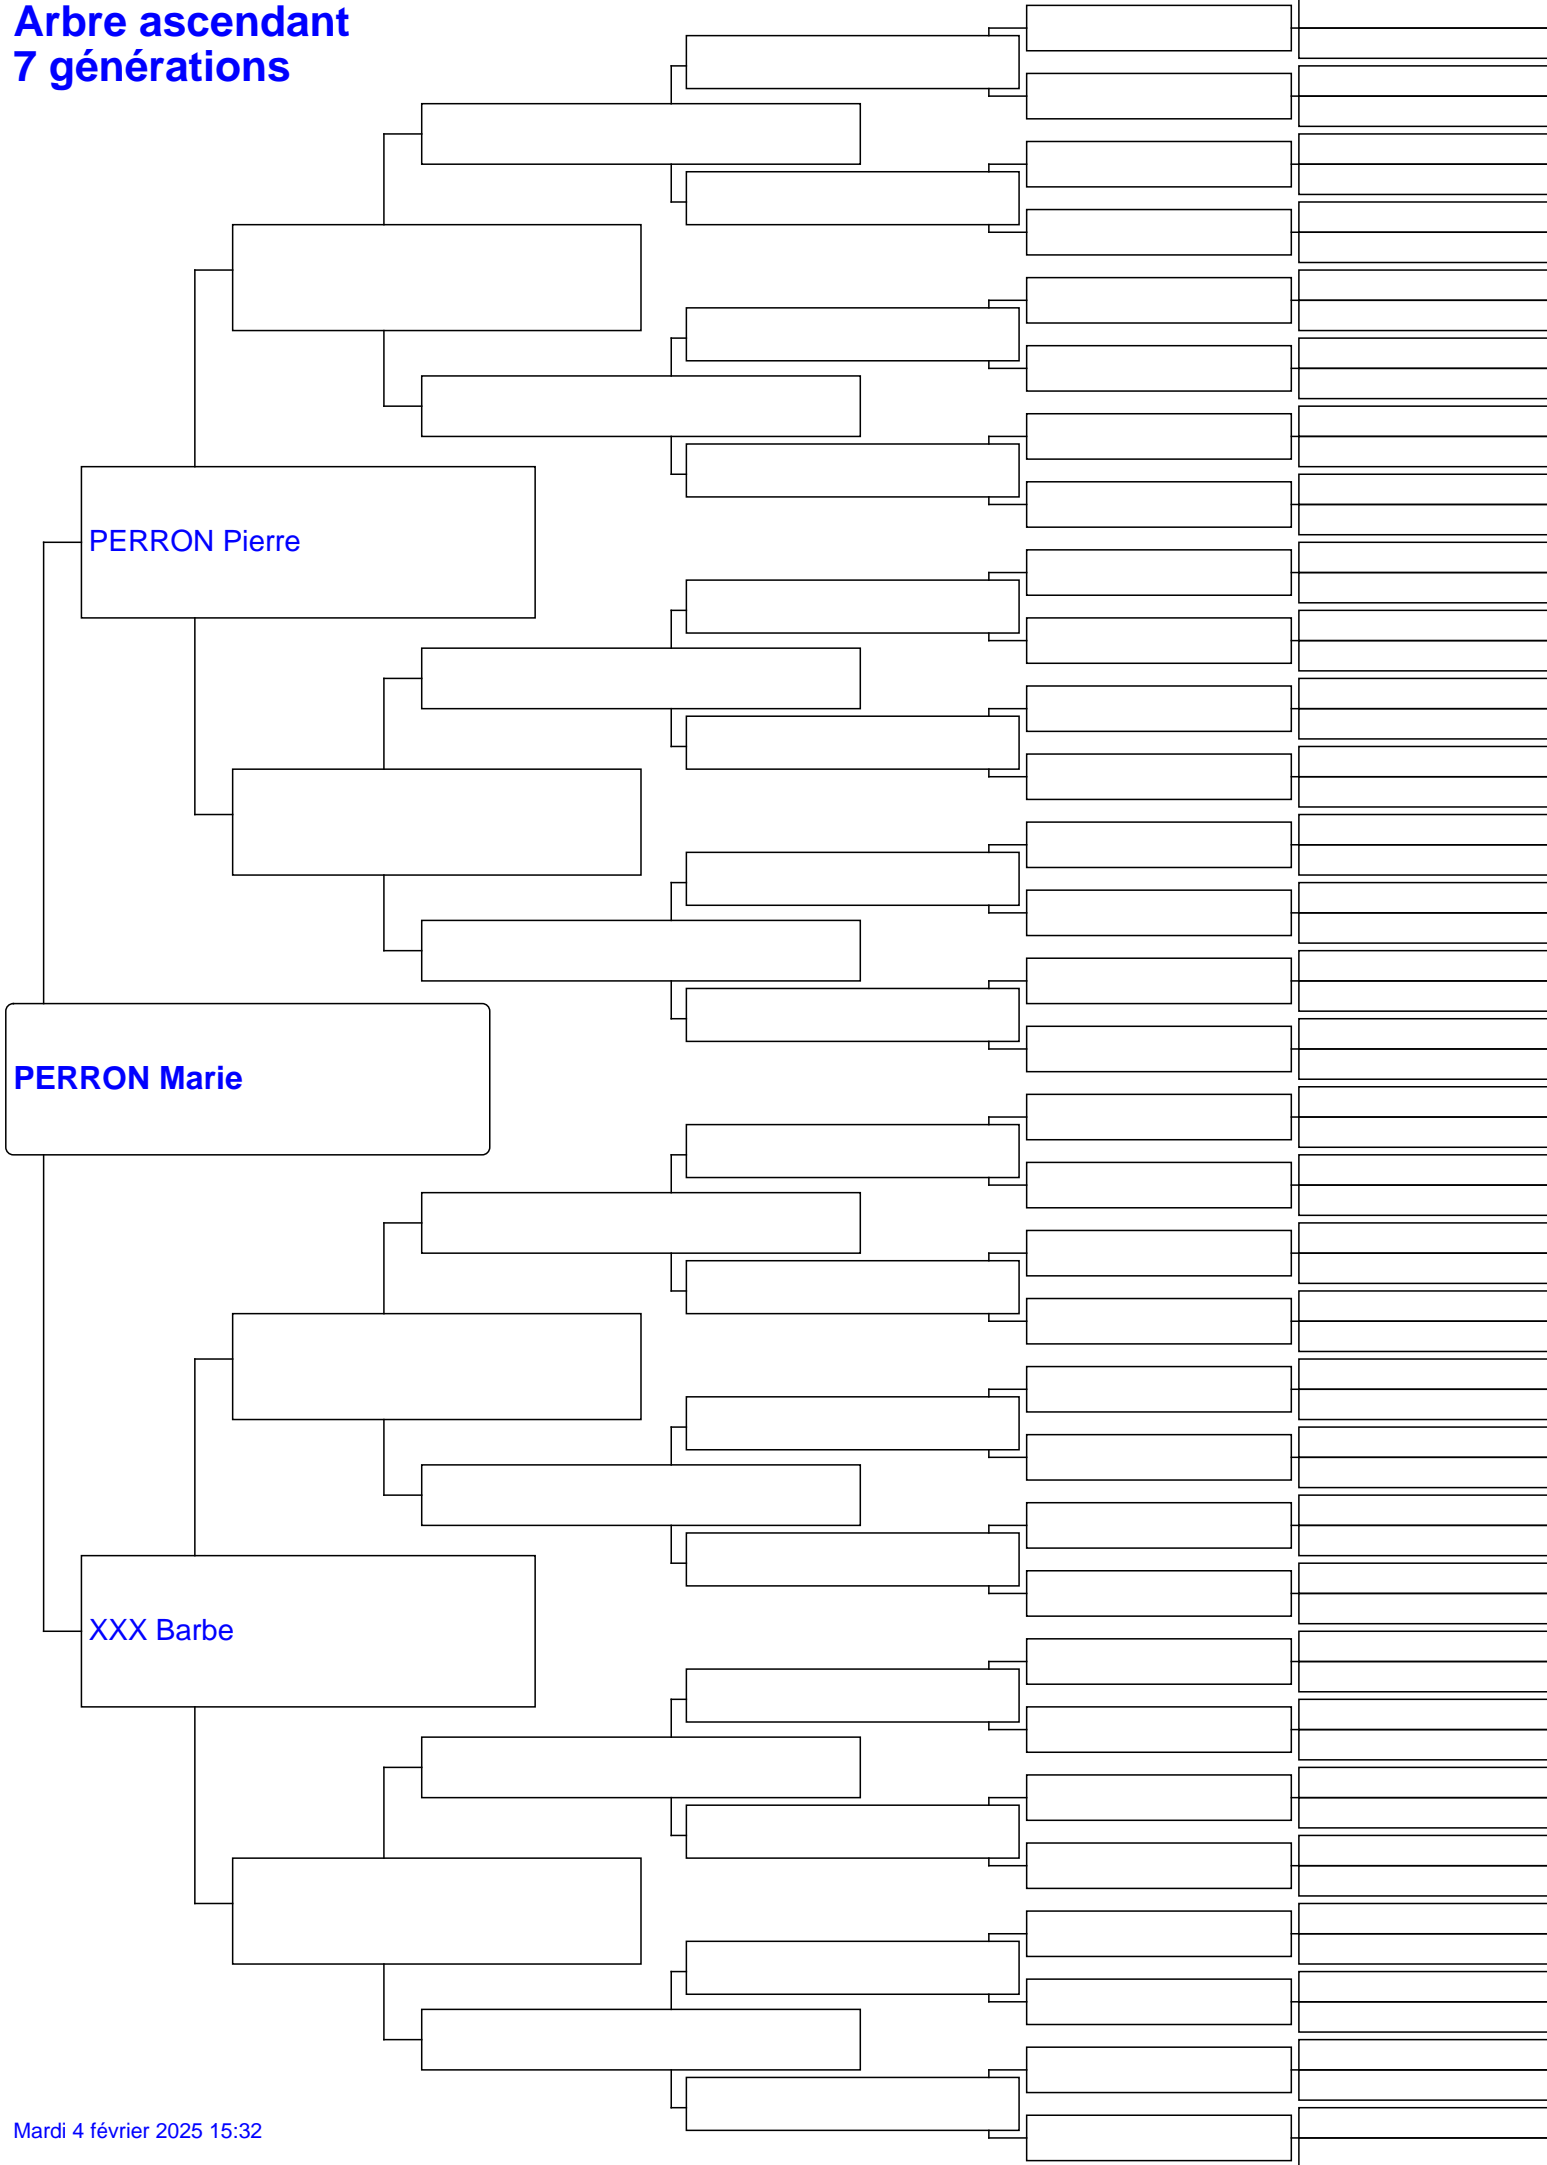 Arbre ascendant
7 générations
PERRON Pierre
PERRON Marie
XXX Barbe
Mardi 4 février 2025 15:32